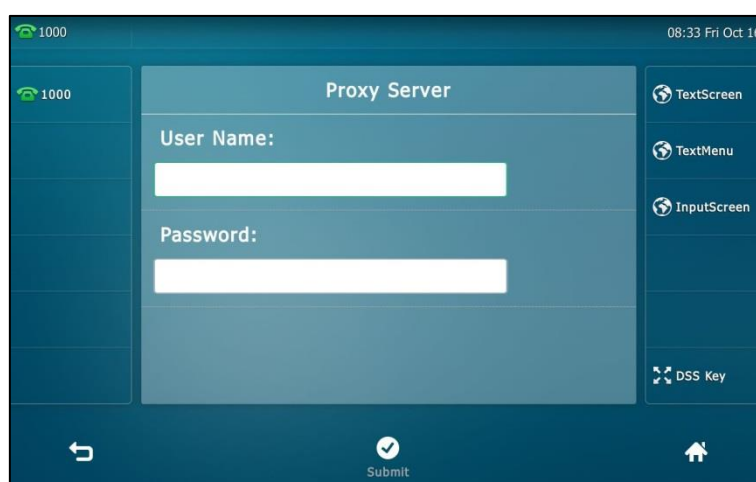 1000
08:33 Fri Oct 1
1000
Proxy Server
User Name:
Password:
TextScreen
TextMenu
InputScreen
DSS Key
Submit